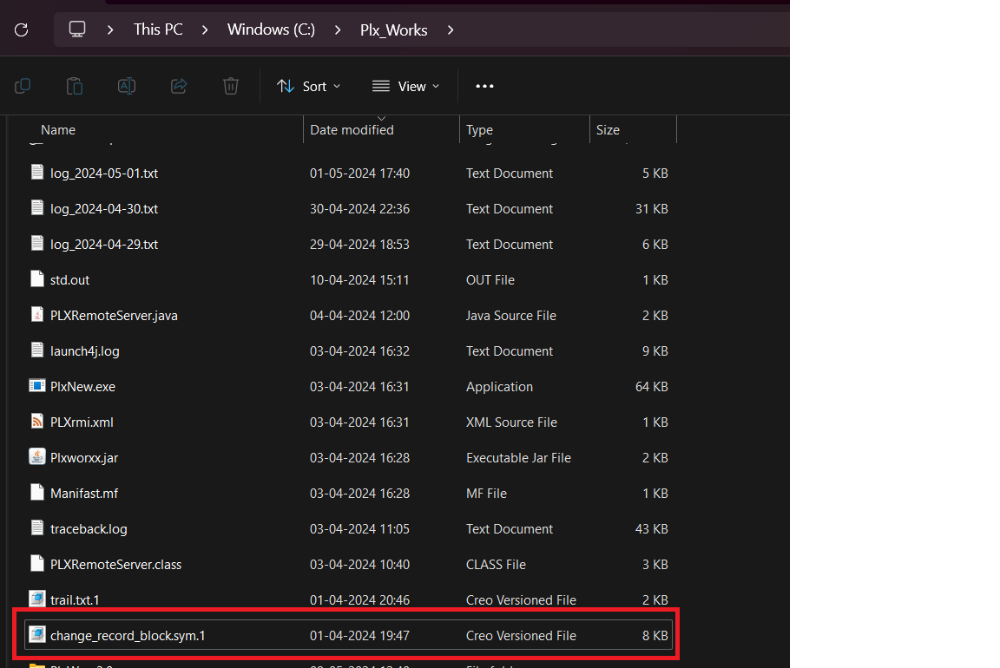 This PC > Windows (C:) > Plx_Works >
Sort View ...
Name Date modified Type Size
log_2024-05-01.txt 01-05-2024 17:40 Text Document 5 KB
log_2024-04-30.txt 30-04-2024 22:36 Text Document 31 KB
log_2024-04-29.txt 29-04-2024 18:53 Text Document 6 KB
std.out 10-04-2024 15:11 OUT File 1 KB
PLXRemoteServer.java 04-04-2024 12:00 Java Source File 2 KB
launch4j.log 03-04-2024 16:32 Text Document 9 KB
PlxNew.exe 03-04-2024 16:31 Application 64 KB
PLXrmi.xml 03-04-2024 16:31 XML Source File 1 KB
Plxworxx.jar 03-04-2024 16:28 Executable Jar File 2 KB
Manifast.mf 03-04-2024 16:28 MF File 1 KB
traceback.log 03-04-2024 11:05 Text Document 43 KB
PLXRemoteServer.class 03-04-2024 10:40 CLASS File 3 KB
trail.txt.1 01-04-2024 20:46 Creo Versioned File 2 KB
change_record_block.sym.1 01-04-2024 19:47 Creo Versioned File 8 KB